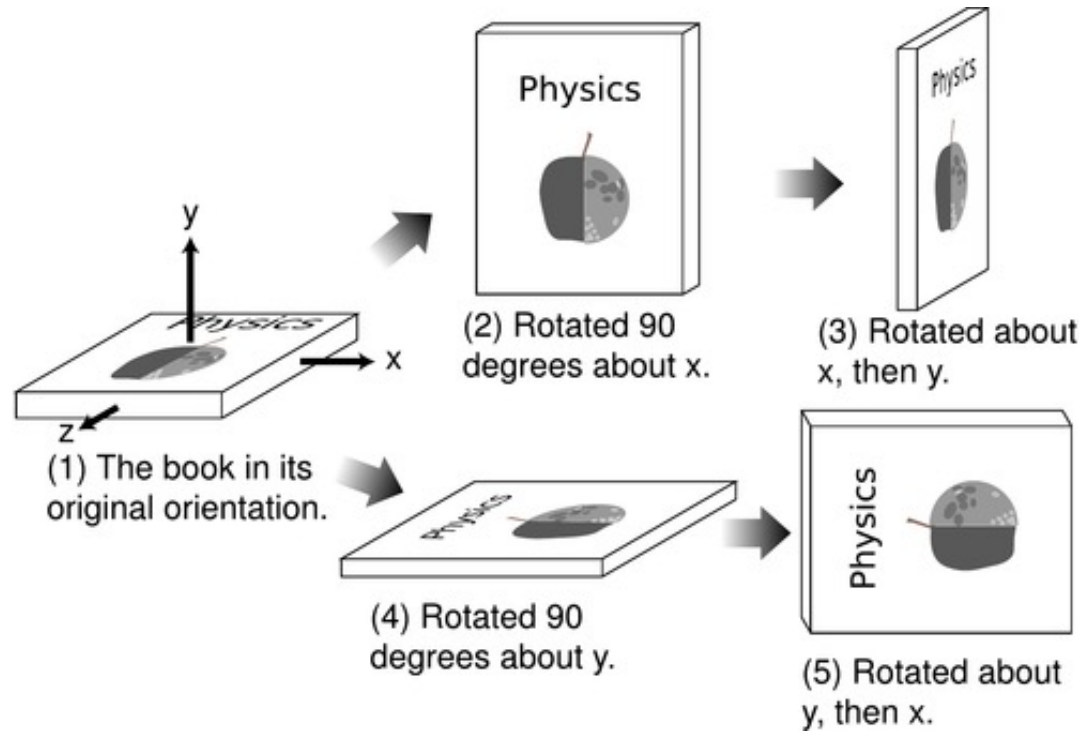 Physics
Physics
y
(2) Rotated 90
degrees about x.
(3) Rotated about
x, then y.
Physics
x
z
(1) The book in its
original orientation.
Physics
Physics
(4) Rotated 90
degrees about y.
(5) Rotated about
y, then x.